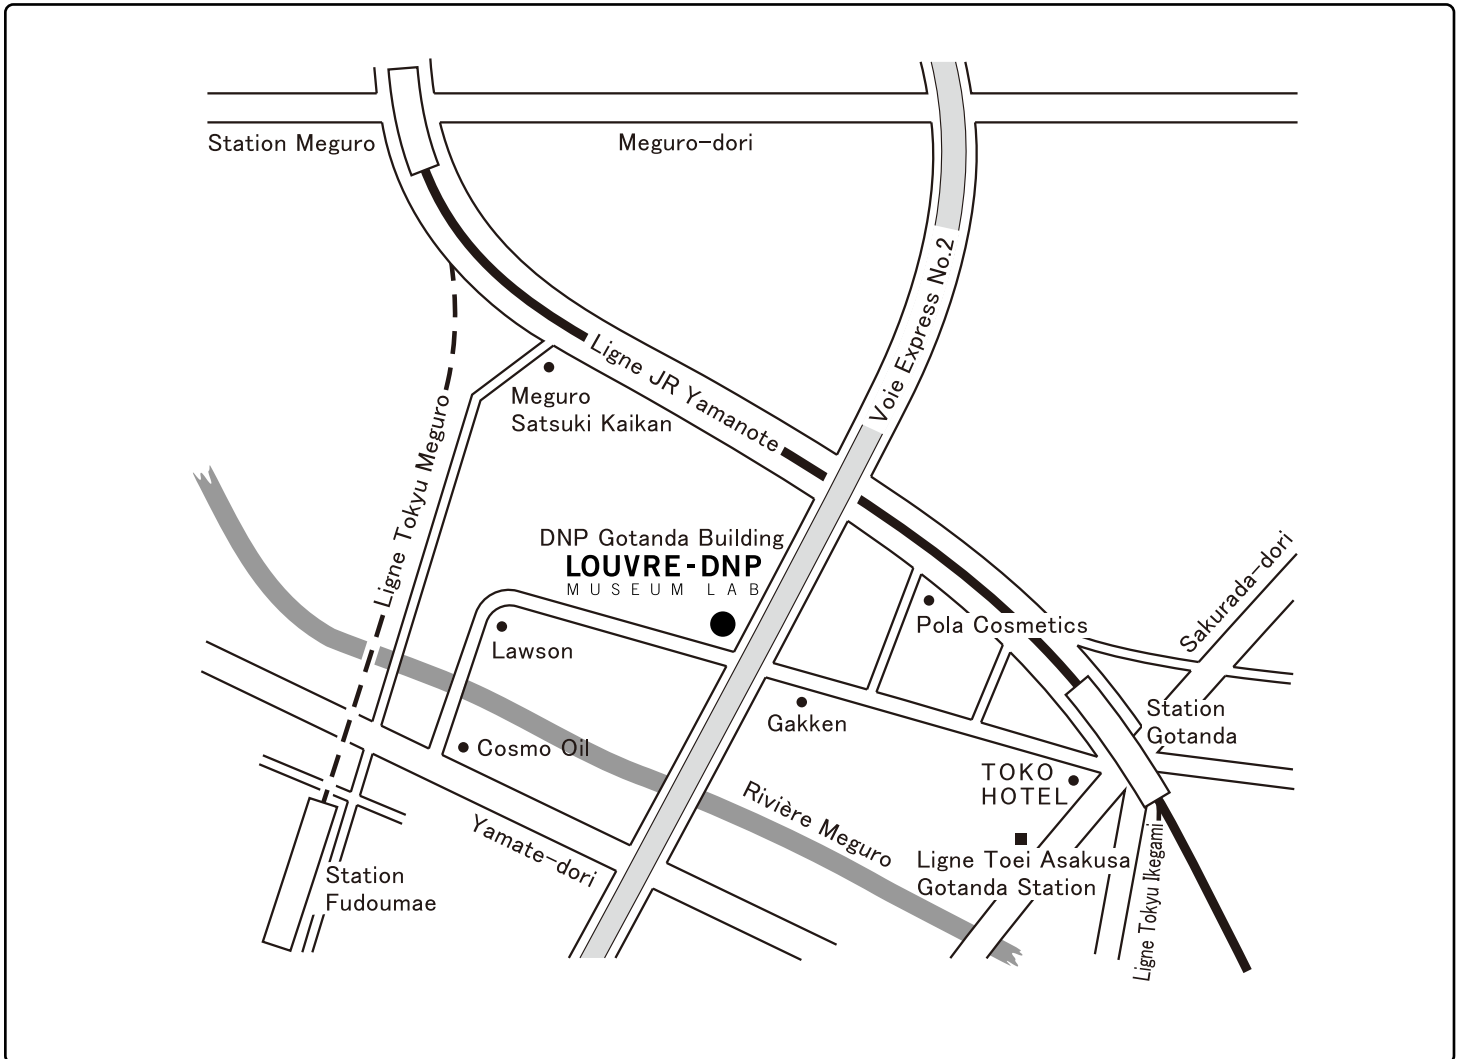 Station Meguro
Meguro-dori
Voie Express No.2
Ligne JR Yamanote
Meguro
Satsuki Kaikan
Ligne Tokyu Meguro
DNP Gotanda Building
LOUVRE-DNP
MUSEUM LAB
Sakurada-dori
Pola Cosmetics
Lawson
Station
Gotanda
Gakken
Cosmo Oil
TOKO
HOTEL
Rivière Meguro
Yamate-dori
Ligne Toei Asakusa
Gotanda Station
Station
Fudoumae
Ligne Tokyu Ikegami